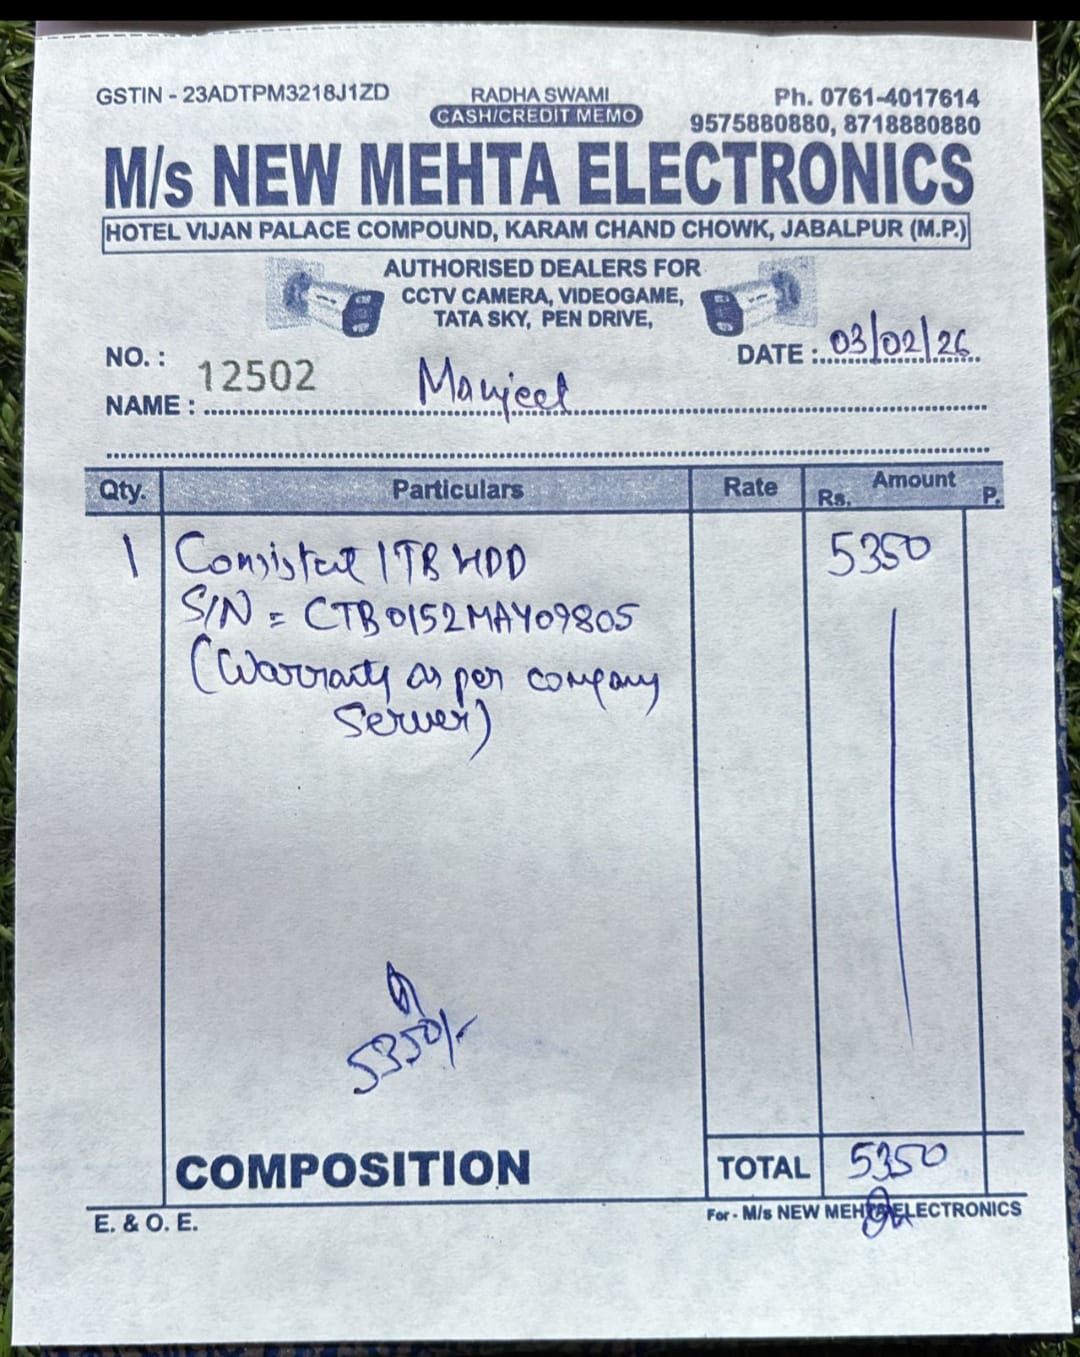 GSTIN - 23ADTPM3218J1ZD
RADHA SWAMI
CASH/CREDIT MEMO
Ph. 0761-4017614
9575880880, 8718880880
M/s NEW MEHTA ELECTRONICS
HOTEL VIJAN PALACE COMPOUND, KARAM CHAND CHOWK, JABALPUR (M.P.)
AUTHORISED DEALERS FOR
CCTV CAMERA, VIDEOGAME,
TATA SKY, PEN DRIVE,
NO. : 12502
DATE : 03/02/26
NAME : Manjeet
Qty. Particulars Rate Amount
Rs. P.
1 Consistent 1TB HDD 5350
S/N = CTB0152MAY09805
(Warranty as per company
Server)
5350/-
COMPOSITION TOTAL 5350
E. & O. E.
For - M/s NEW MEHTA ELECTRONICS